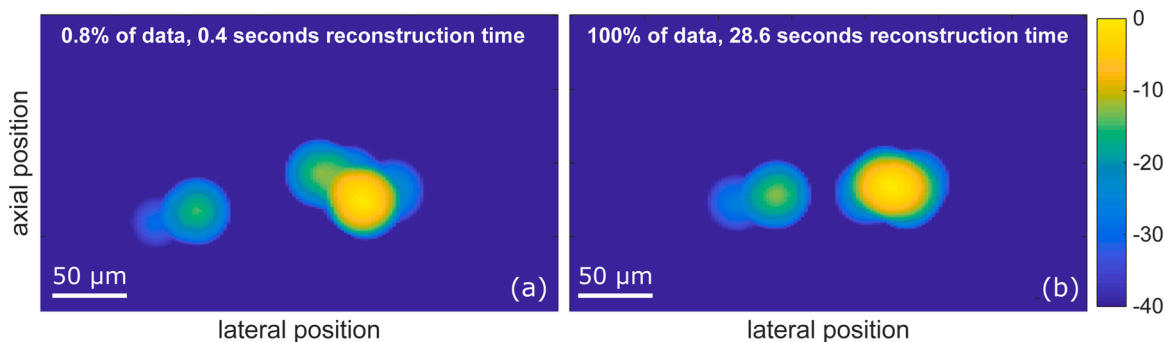 0.8% of data, 0.4 seconds reconstruction time
axial position
50 μm
(a)
lateral position
100% of data, 28.6 seconds reconstruction time
50 μm
(b)
lateral position
0
-10
-20
-30
-40